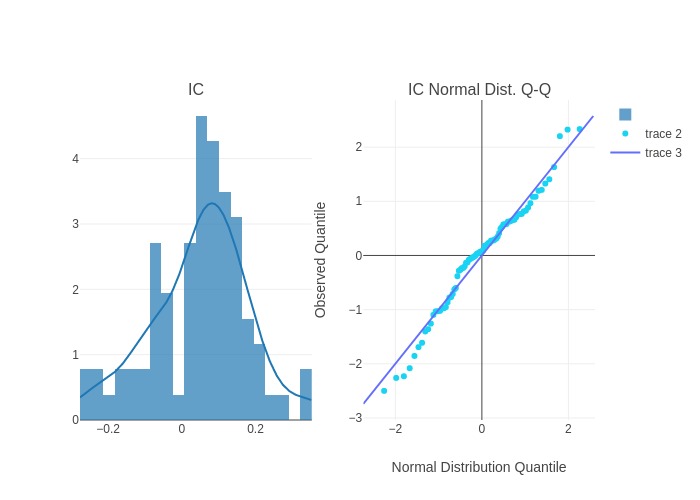 IC
4
3
2
1
0
−0.2
0
0.2
IC Normal Dist. Q-Q
Observed Quantile
2
1
0
−1
−2
−3
−2
0
2
Normal Distribution Quantile
trace 2
trace 3